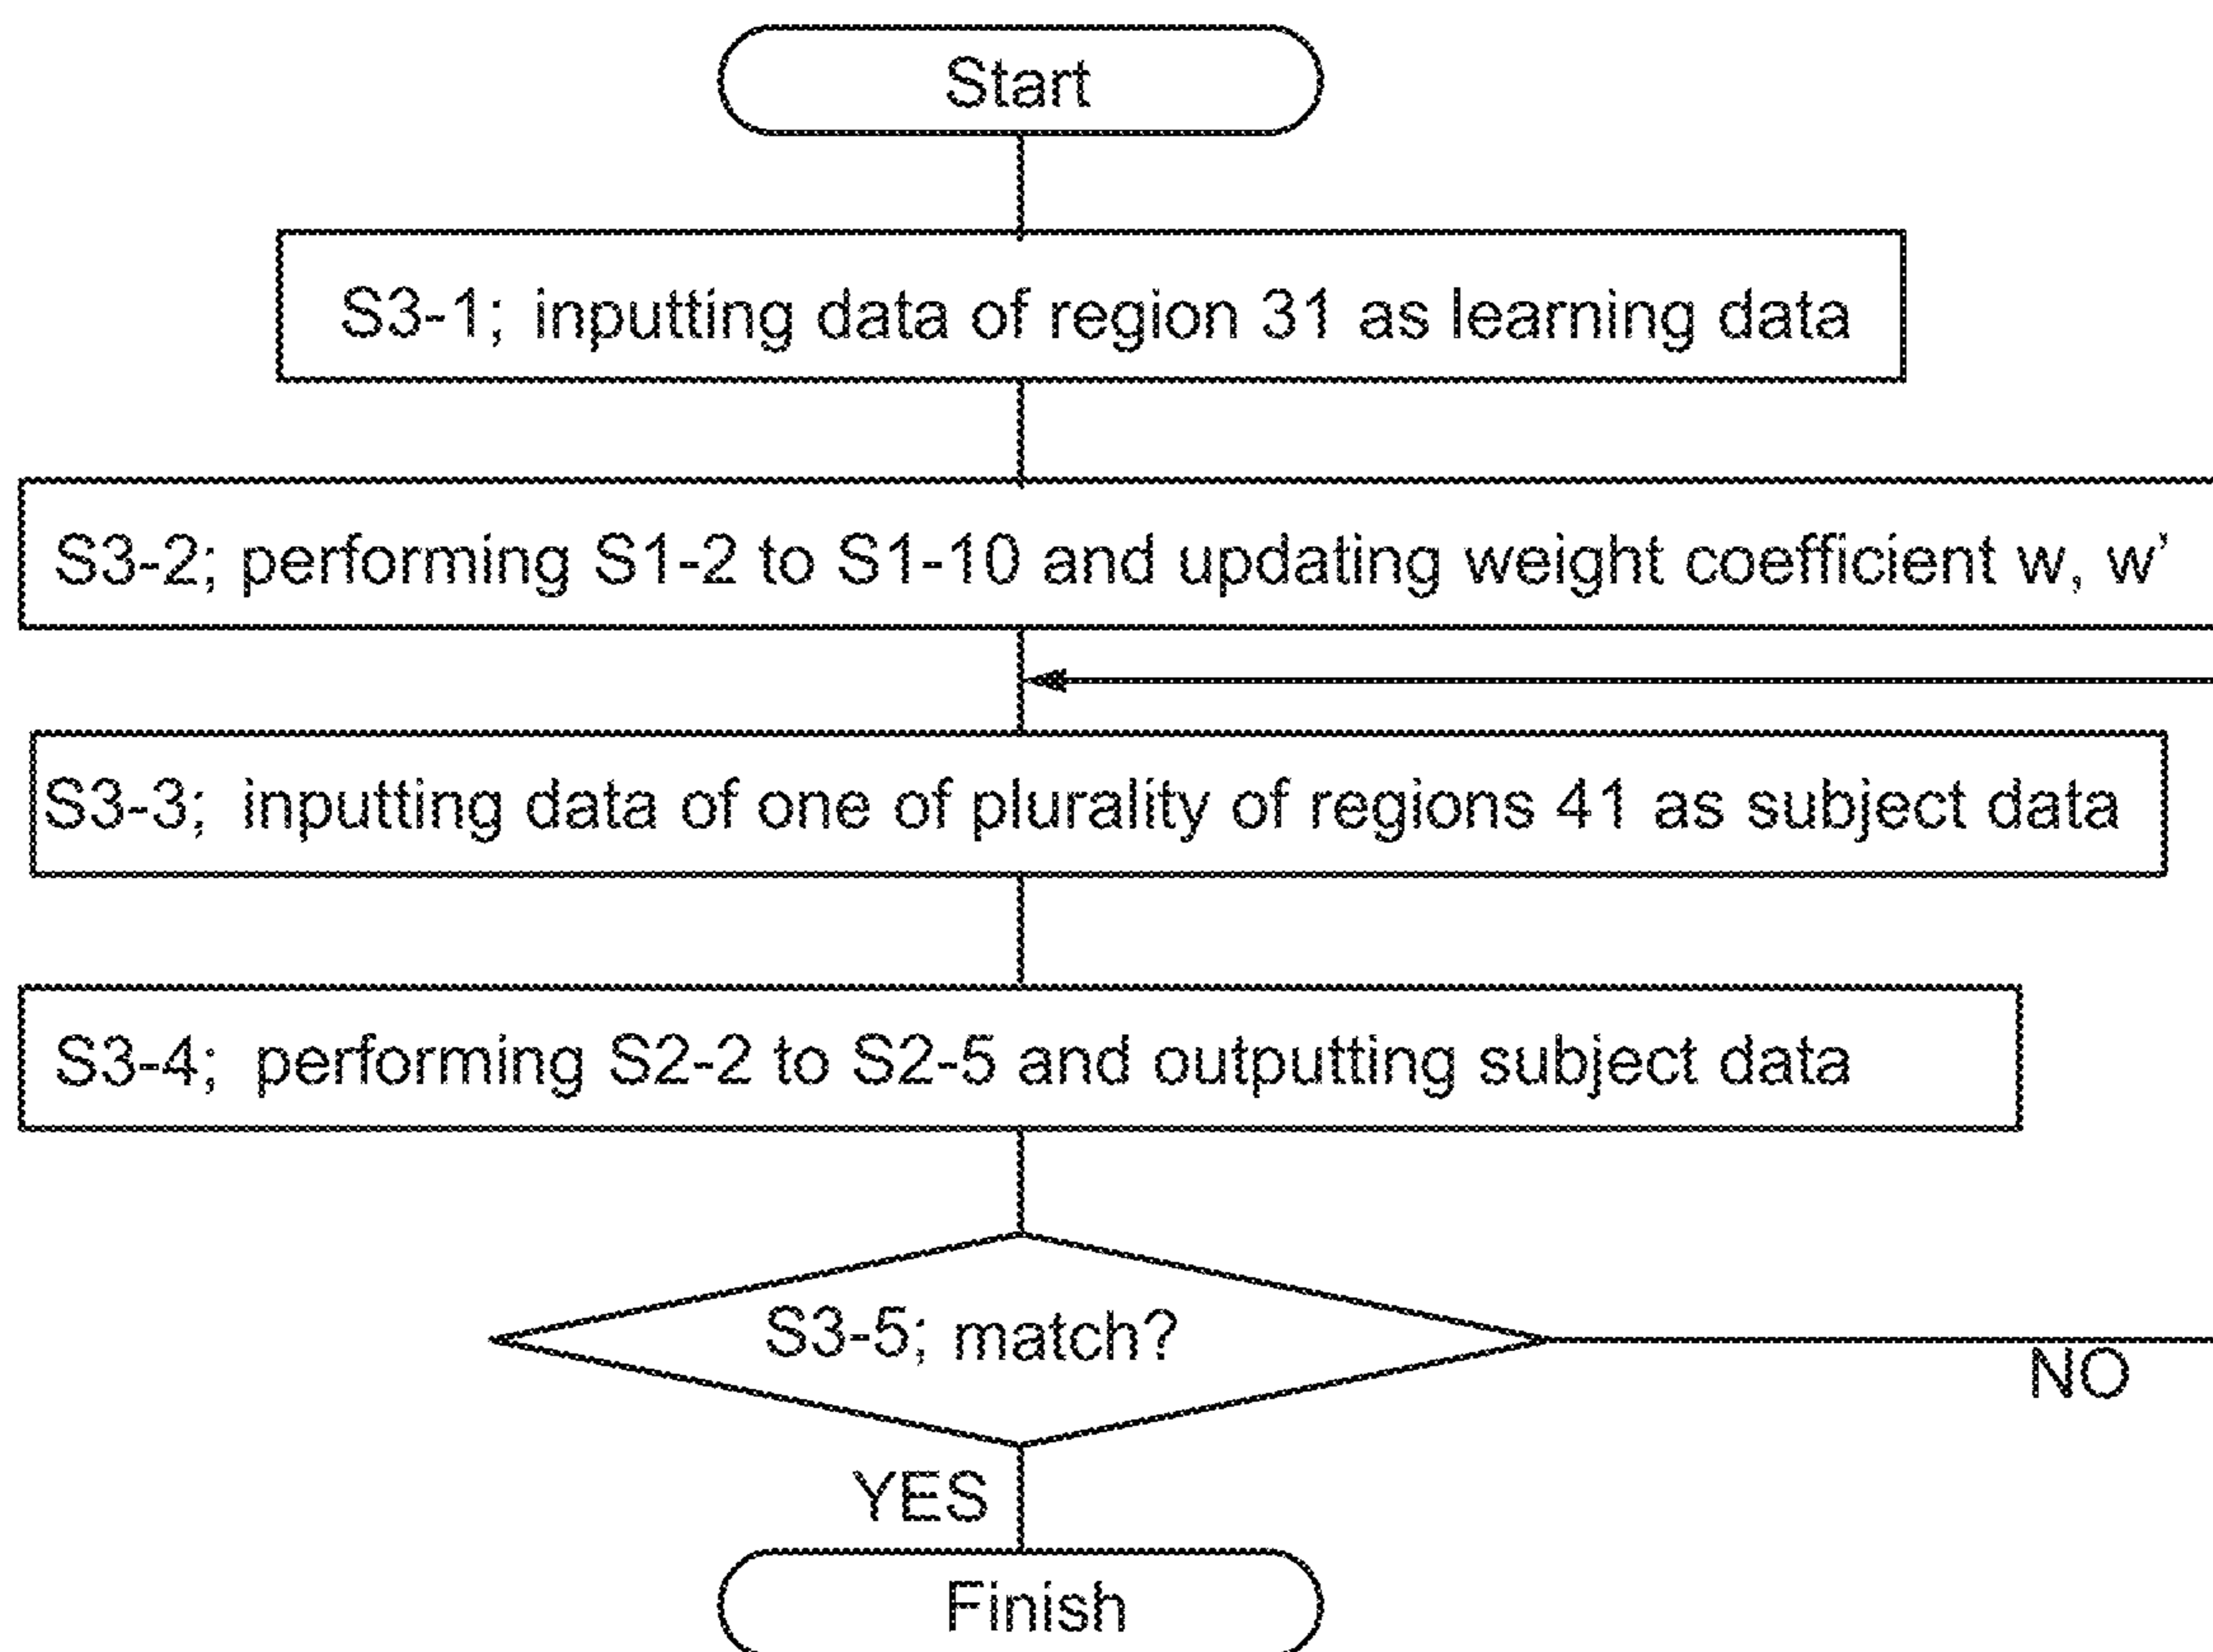 Start
S3-1; inputting data of region 31 as learning data
S3-2; performing S1-2 to S1-10 and updating weight coefficient w, w'
S3-3; inputting data of one of plurality of regions 41 as subject data
S3-4; performing S2-2 to S2-5 and outputting subject data
S3-5; match?
NO
YES
Finish